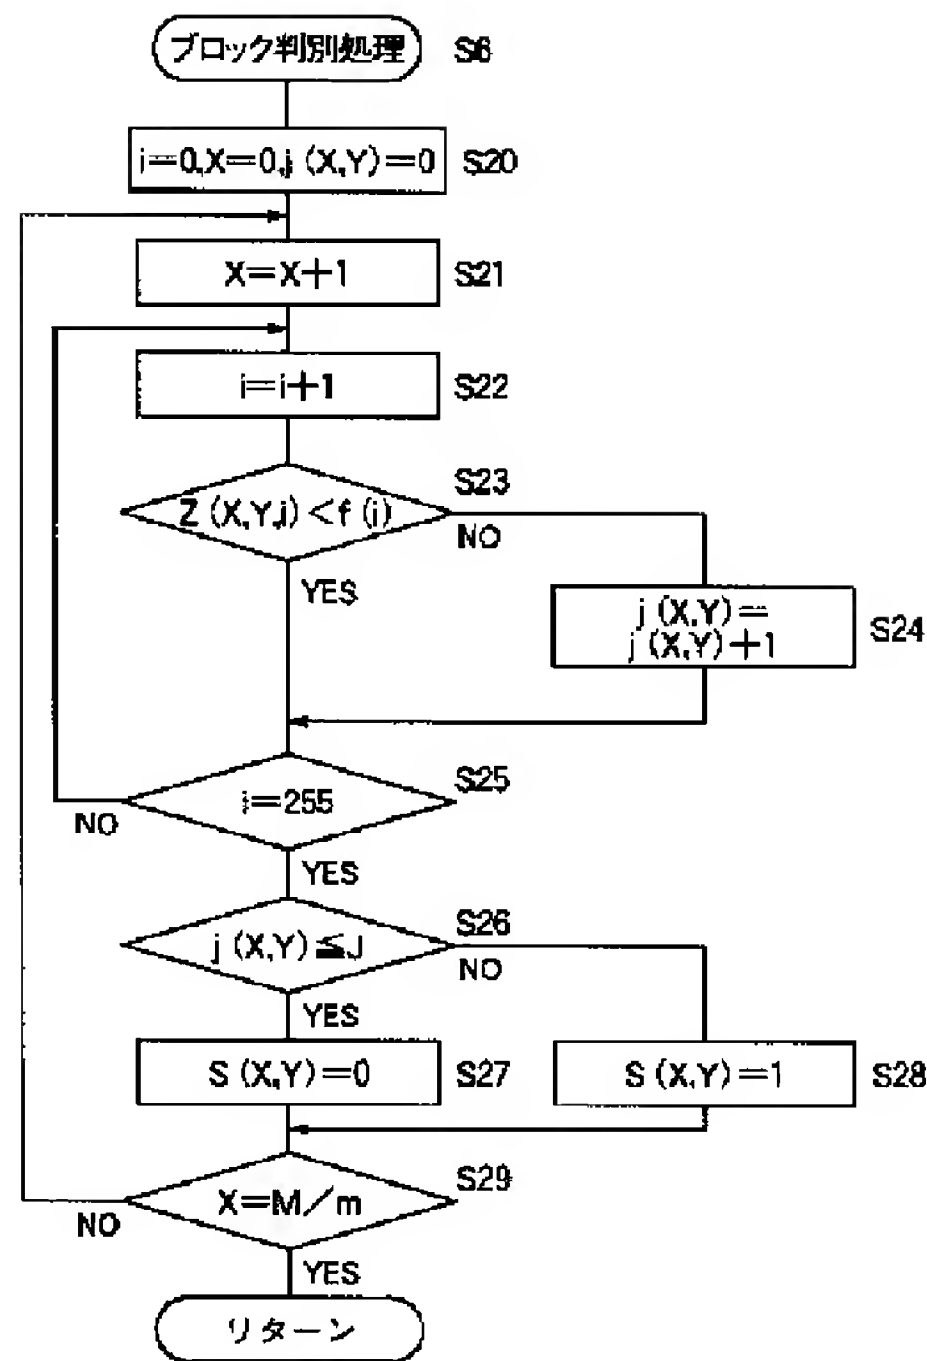 ブロック判別処理 S6
i=0,X=0,j (X,Y)=0 S20
X=X+1 S21
i=i+1 S22
S23
Z (X,Y,i)<f (i)
NO
YES
j (X,Y)=
j (X,Y)+1
S24
S25
i=255
NO
YES
S26
j (X,Y)≦J
NO
YES
S (X,Y)=0 S27
S (X,Y)=1 S28
S29
X=M/m
NO
YES
リターン